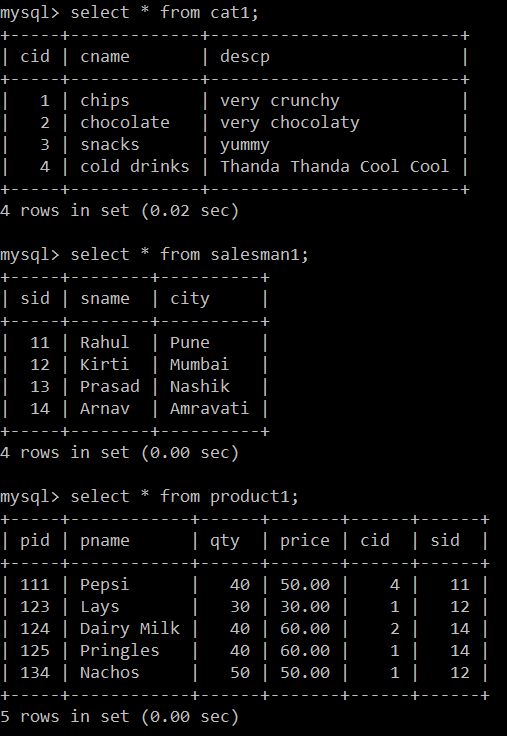 mysql> select * from cat1;
+-----+-------------+-------------------------+
| cid | cname       | descp                   |
+-----+-------------+-------------------------+
|   1 | chips       | very crunchy            |
|   2 | chocolate   | very chocolaty          |
|   3 | snacks      | yummy                   |
|   4 | cold drinks | Thanda Thanda Cool Cool |
+-----+-------------+-------------------------+
4 rows in set (0.02 sec)

mysql> select * from salesman1;
+-----+--------+----------+
| sid | sname  | city     |
+-----+--------+----------+
|  11 | Rahul  | Pune     |
|  12 | Kirti  | Mumbai   |
|  13 | Prasad | Nashik   |
|  14 | Arnav  | Amravati |
+-----+--------+----------+
4 rows in set (0.00 sec)

mysql> select * from product1;
+-----+------------+------+-------+------+------+
| pid | pname      | qty  | price | cid  | sid  |
+-----+------------+------+-------+------+------+
| 111 | Pepsi      |   40 | 50.00 |    4 |   11 |
| 123 | Lays       |   30 | 30.00 |    1 |   12 |
| 124 | Dairy Milk |   40 | 60.00 |    2 |   14 |
| 125 | Pringles   |   40 | 60.00 |    1 |   14 |
| 134 | Nachos     |   50 | 50.00 |    1 |   12 |
+-----+------------+------+-------+------+------+
5 rows in set (0.00 sec)